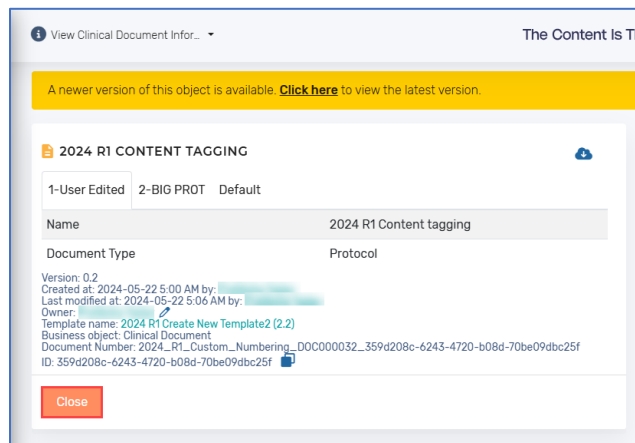 View Clinical Document Infor...
The Content Is T
A newer version of this object is available. Click here to view the latest version.
2024 R1 CONTENT TAGGING
1-User Edited 2-BIG PROT Default
Name 2024 R1 Content tagging
Document Type Protocol
Version: 0.2
Created at: 2024-05-22 5:00 AM by:
Last modified at: 2024-05-22 5:06 AM by:
Owner:
Template name: 2024 R1 Create New Template2 (2.2)
Business object: Clinical Document
Document Number: 2024_R1_Custom_Numbering_DOC000032_359d208c-6243-4720-b08d-70be09dbc25f
ID: 359d208c-6243-4720-b08d-70be09dbc25f
Close